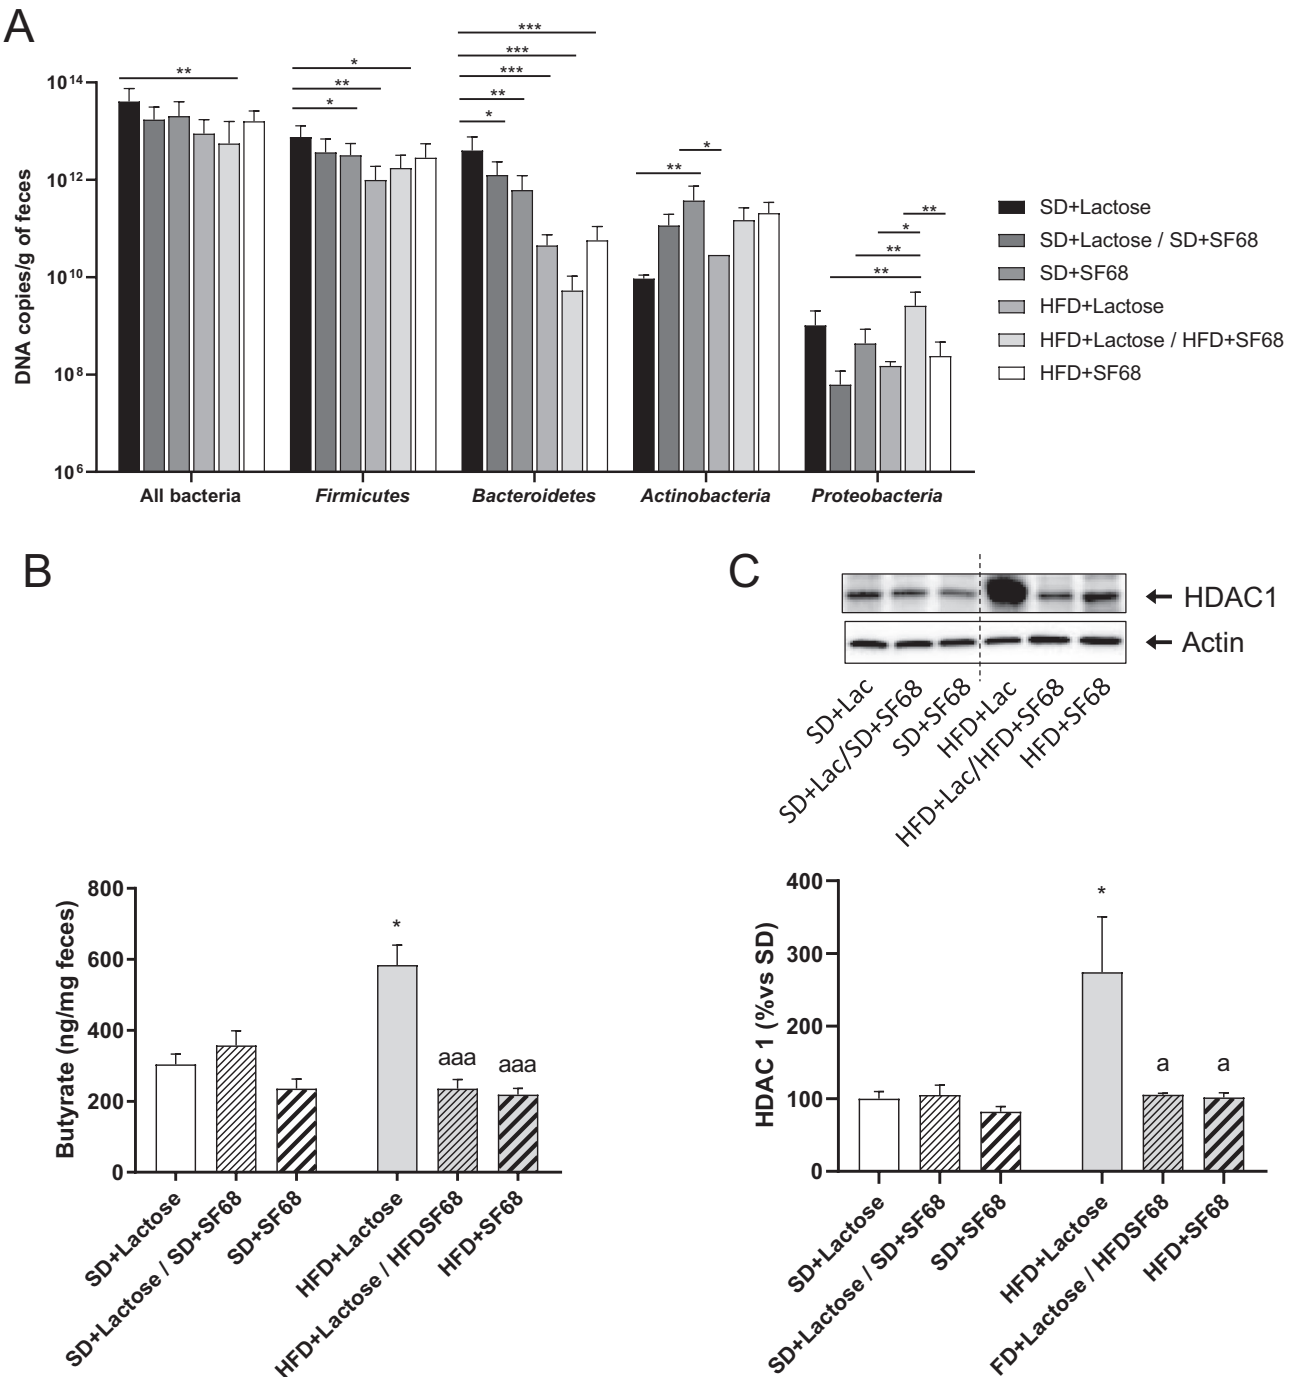 A
***
***
** * ***
** **
* *
*
** *
**
*
**
**
10¹⁴
10¹²
10¹⁰
10⁸
10⁶
DNA copies/g of feces
All bacteria Firmicutes Bacteroidetes Actinobacteria Proteobacteria
SD+Lactose
SD+Lactose / SD+SF68
SD+SF68
HFD+Lactose
HFD+Lactose / HFD+SF68
HFD+SF68
B
800
600
400
200
0
Butyrate (ng/mg feces)
*
aaa
aaa
SD+Lactose
SD+Lactose / SD+SF68
SD+SF68
HFD+Lactose
HFD+Lactose / HFDSF68
HFD+SF68
C
HDAC1
Actin
SD+Lac
SD+Lac/SD+SF68
SD+SF68
HFD+Lac
HFD+Lac/HFD+SF68
HFD+SF68
400
300
200
100
0
HDAC 1 (%vs SD)
*
a
a
SD+Lactose
SD+Lactose / SD+SF68
SD+SF68
HFD+Lactose
FD+Lactose / HFDSF68
HFD+SF68